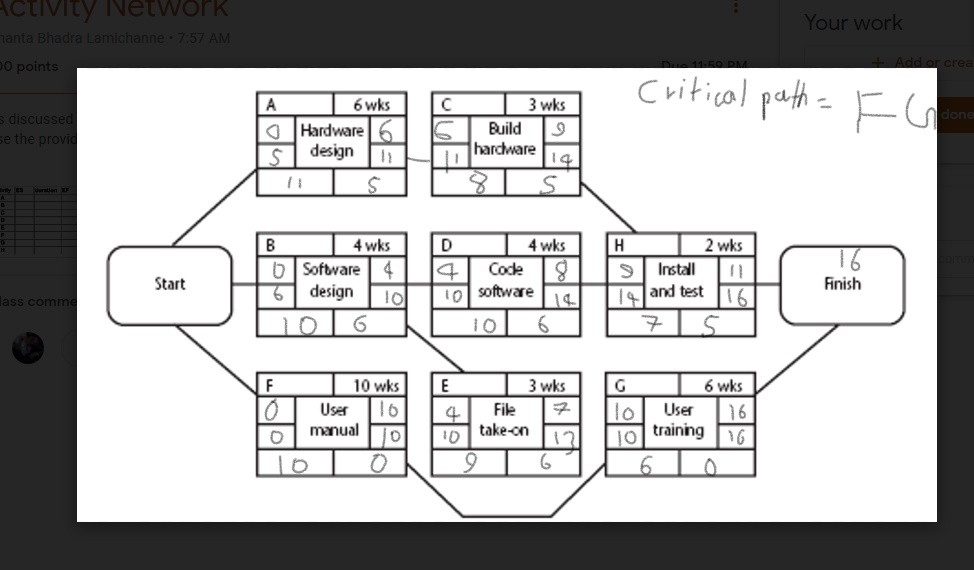 Activity Network
hanta Bhadra Lamichanne • 7:57 AM
00 points
Due 11:59 PM
Your work
+ Add or crea
s discussed
se the provid
lass comme
done
Critical path = F-G
A 6 wks
0 Hardware design 6
5 11
11 5
C 3 wks
6 Build hardware 9
11 14
8 5
B 4 wks
0 Software design 4
6 10
10 6
D 4 wks
4 Code software 8
10 14
10 6
H 2 wks
9 Install and test 11
14 16
7 5
Start
16
Finish
F 10 wks
0 User manual 10
0 10
10 0
E 3 wks
4 File take-on 7
10 13
9 6
G 6 wks
10 User training 16
10 16
6 0